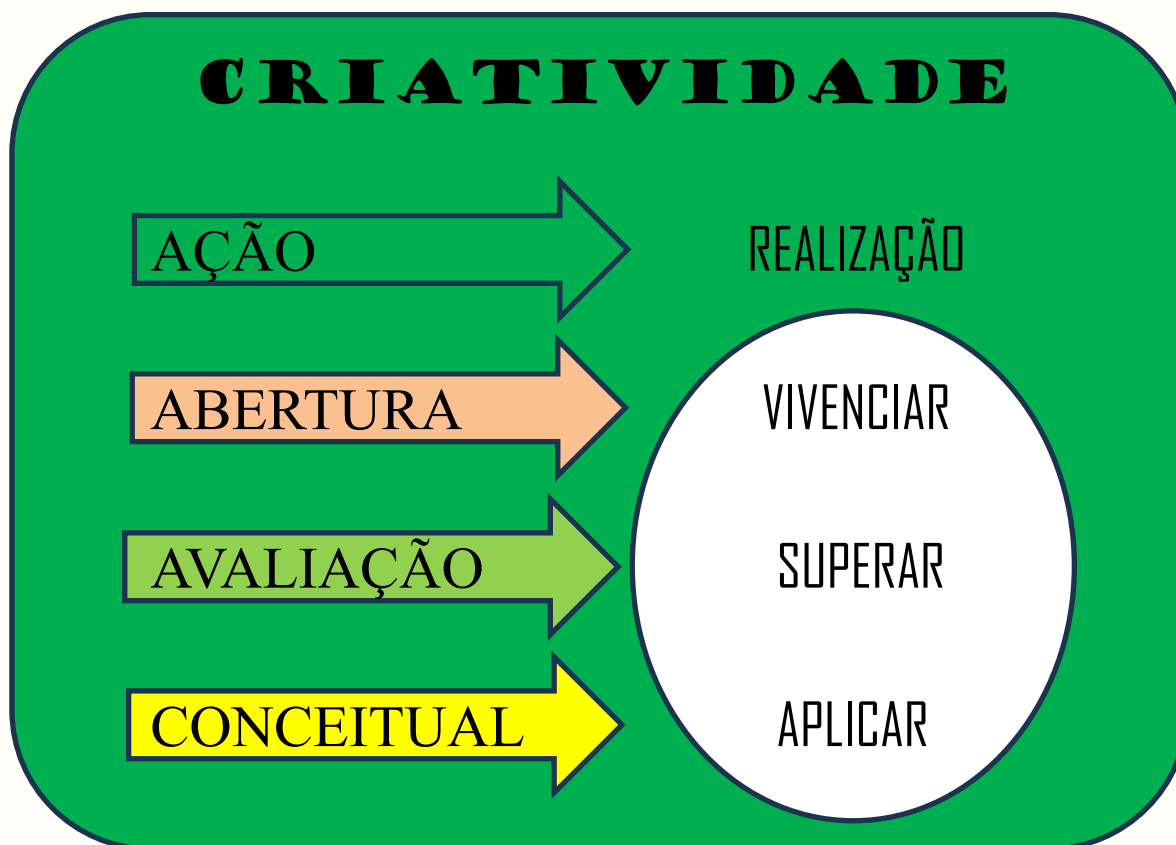 CRIATIVIDADE
AÇÃO REALIZAÇÃO
ABERTURA VIVENCIAR
AVALIAÇÃO SUPERAR
CONCEITUAL APLICAR